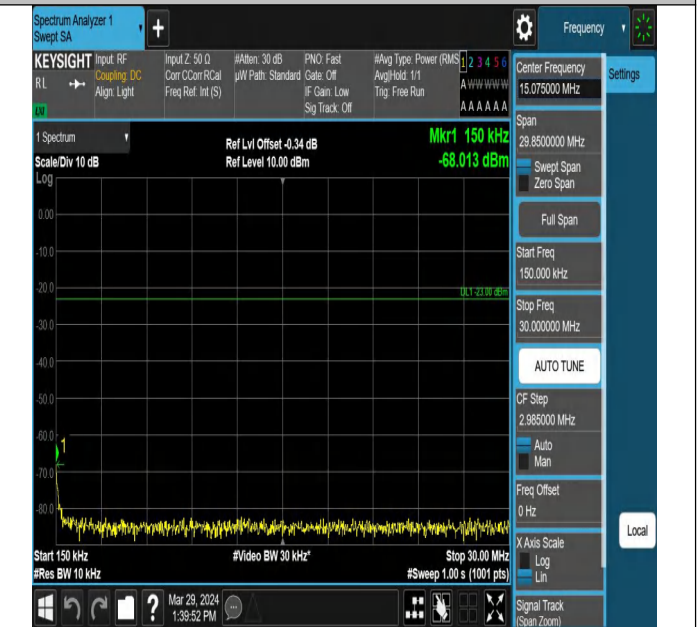 Spectrum Analyzer 1
Swept SA
+
Frequency
KEYSIGHT
RL
LXI
Input: RF
Coupling: DC
Align: Light
Input Z: 50 Ω
Corr CCorr RCal
Freq Ref: Int (S)
#Atten: 30 dB
µW Path: Standard
PNO: Fast
Gate: Off
IF Gain: Low
Sig Track: Off
#Avg Type: Power (RMS
Avg|Hold: 1/1
Trig: Free Run
1 2 3 4 5 6
A W W W W W
A A A A A A
Center Frequency
15.075000 MHz
Settings
Span
29.8500000 MHz
Swept Span
Zero Span
Full Span
Start Freq
150.000 kHz
Stop Freq
30.000000 MHz
AUTO TUNE
CF Step
2.985000 MHz
Auto
Man
Freq Offset
0 Hz
X Axis Scale
Log
Lin
Signal Track
(Span Zoom)
Local
1 Spectrum
Scale/Div 10 dB
Ref Lvl Offset -0.34 dB
Ref Level 10.00 dBm
Mkr1 150 kHz
-68.013 dBm
Log
0.00
-10.0
-20.0
DL1 -23.00 dBm
-30.0
-40.0
-50.0
-60.0
1
-70.0
-80.0
Start 150 kHz
#Video BW 30 kHz*
Stop 30.00 MHz
#Res BW 10 kHz
#Sweep 1.00 s (1001 pts)
?
Mar 29, 2024
1:39:52 PM